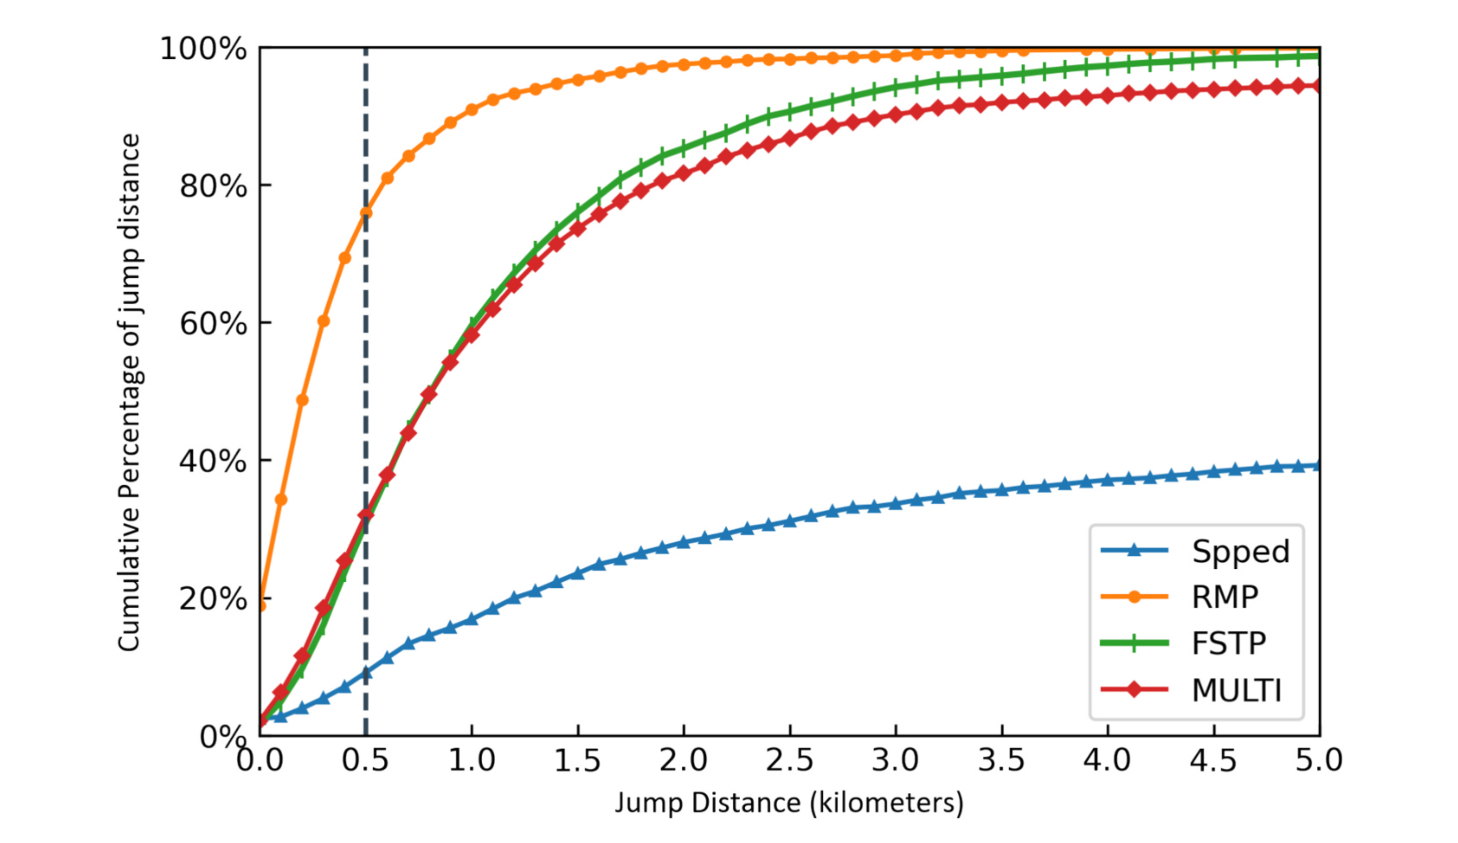 Cumulative Percentage of jump distance
100%
80%
60%
40%
20%
0%
0.0 0.5 1.0 1.5 2.0 2.5 3.0 3.5 4.0 4.5 5.0
Jump Distance (kilometers)
Spped
RMP
FSTP
MULTI